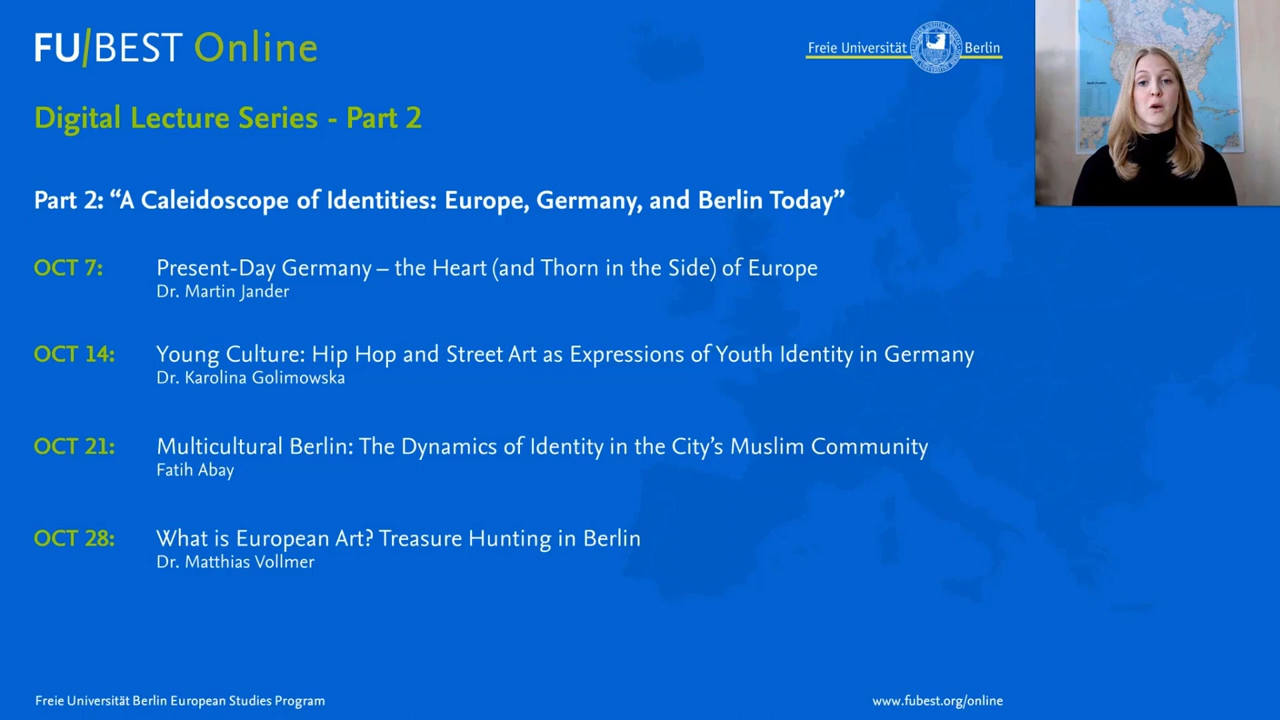 FU/BEST Online
Freie Universität Berlin
Digital Lecture Series - Part 2
Part 2: “A Caleidoscope of Identities: Europe, Germany, and Berlin Today”
OCT 7: Present-Day Germany – the Heart (and Thorn in the Side) of Europe
Dr. Martin Jander
OCT 14: Young Culture: Hip Hop and Street Art as Expressions of Youth Identity in Germany
Dr. Karolina Golimowska
OCT 21: Multicultural Berlin: The Dynamics of Identity in the City’s Muslim Community
Fatih Abay
OCT 28: What is European Art? Treasure Hunting in Berlin
Dr. Matthias Vollmer
Freie Universität Berlin European Studies Program
www.fubest.org/online